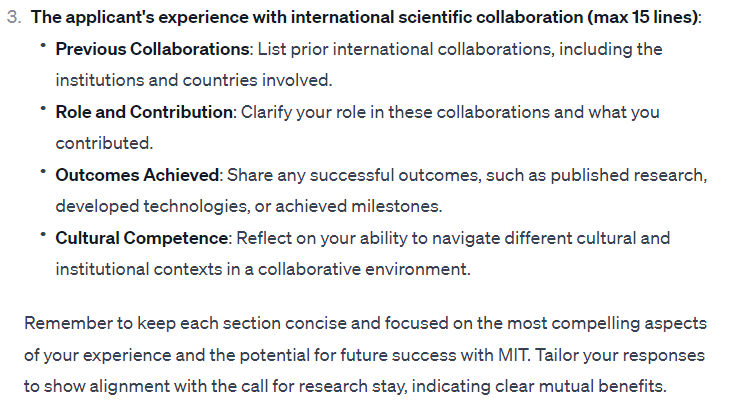 3. The applicant's experience with international scientific collaboration (max 15 lines):
• Previous Collaborations: List prior international collaborations, including the
institutions and countries involved.
• Role and Contribution: Clarify your role in these collaborations and what you
contributed.
• Outcomes Achieved: Share any successful outcomes, such as published research,
developed technologies, or achieved milestones.
• Cultural Competence: Reflect on your ability to navigate different cultural and
institutional contexts in a collaborative environment.
Remember to keep each section concise and focused on the most compelling aspects
of your experience and the potential for future success with MIT. Tailor your responses
to show alignment with the call for research stay, indicating clear mutual benefits.